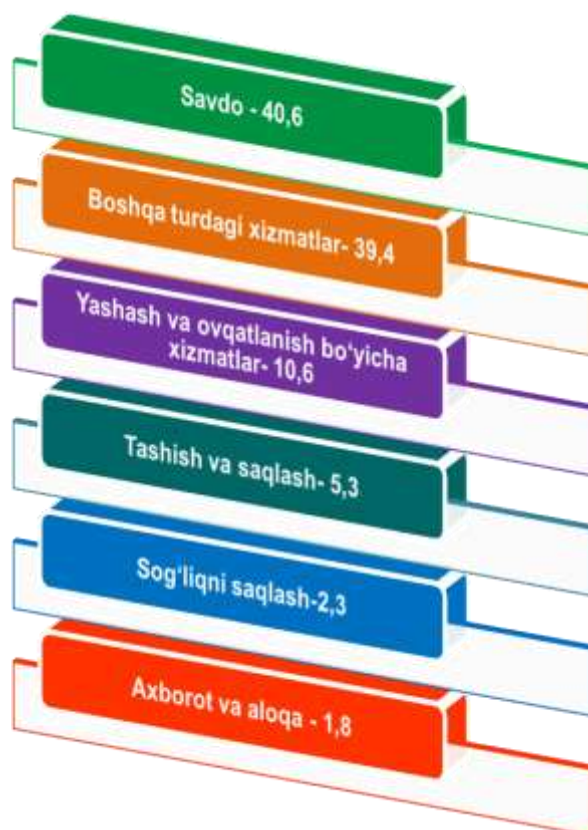 Savdo - 40,6
Boshqa turdagi xizmatlar- 39,4
Yashash va ovqatlanish bo‘yicha
xizmatlar- 10,6
Tashish va saqlash- 5,3
Sog‘liqni saqlash-2,3
Axborot va aloqa - 1,8